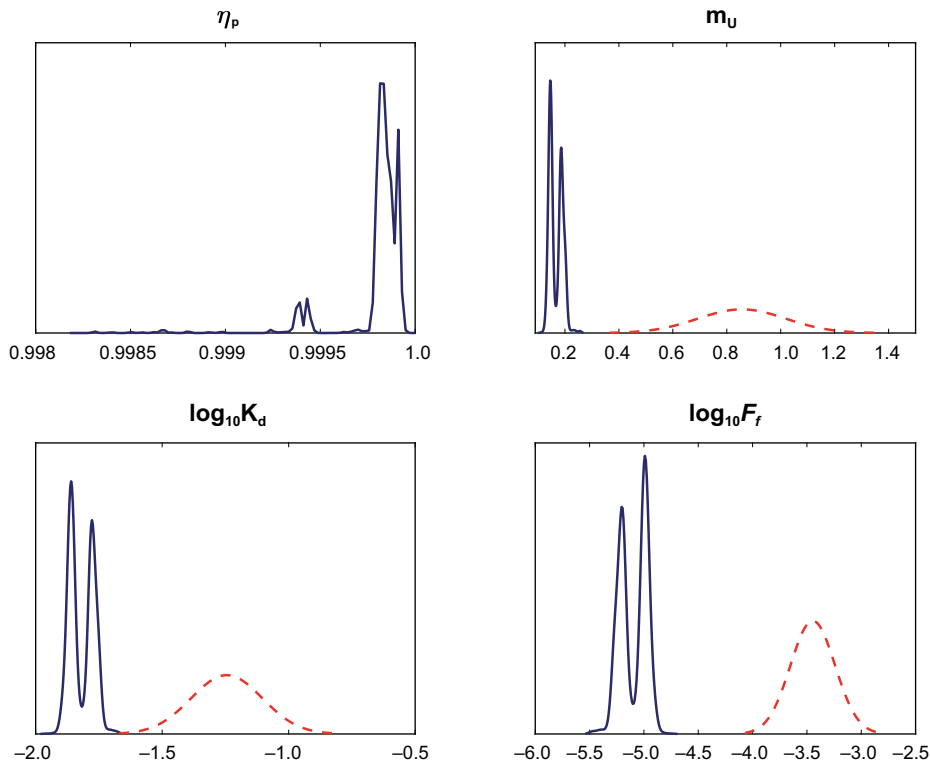 ηₚ
m_U
0.998 0.9985 0.999 0.9995 1.0
0.2 0.4 0.6 0.8 1.0 1.2 1.4
log₁₀K_d
log₁₀F_f
–2.0 –1.5 –1.0 –0.5
–6.0 –5.5 –5.0 –4.5 –4.0 –3.5 –3.0 –2.5